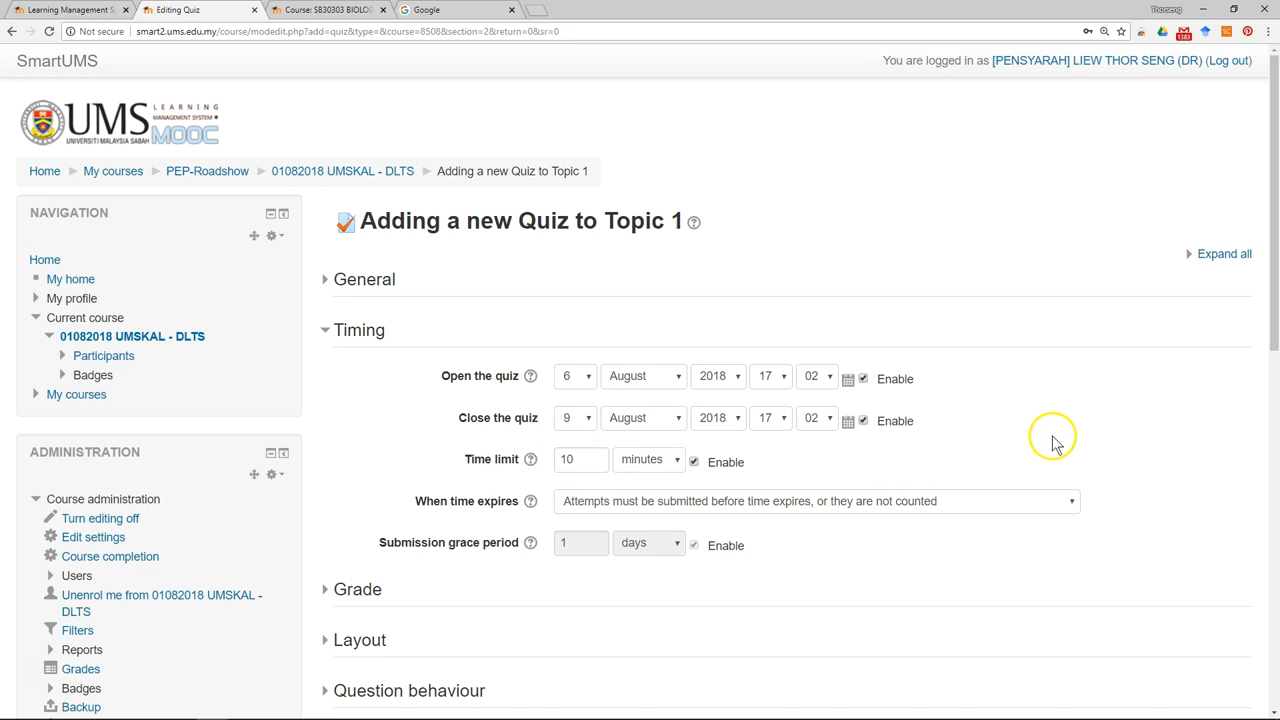 Learning Management Sy
Editing Quiz
Course: SB30303 BIOLOG
Google
Thorseng
Not secure
smart2.ums.edu.my/course/modedit.php?add=quiz&type=&course=8508&section=2&return=0&sr=0
1383
SC
SmartUMS
You are logged in as [PENSYARAH] LIEW THOR SENG (DR) (Log out)
UMS
UNIVERSITI MALAYSIA SABAH
LEARNING
MANAGEMENT SYSTEM
MOOC
Home
My courses
PEP-Roadshow
01082018 UMSKAL - DLTS
Adding a new Quiz to Topic 1
NAVIGATION
Home
My home
My profile
Current course
01082018 UMSKAL - DLTS
Participants
Badges
My courses
ADMINISTRATION
Course administration
Turn editing off
Edit settings
Course completion
Users
Unenrol me from 01082018 UMSKAL -
DLTS
Filters
Reports
Grades
Badges
Backup
Adding a new Quiz to Topic 1
Expand all
General
Timing
Open the quiz 6 August 2018 17 02 Enable
Close the quiz 9 August 2018 17 02 Enable
Time limit 10 minutes Enable
When time expires Attempts must be submitted before time expires, or they are not counted
Submission grace period 1 days Enable
Grade
Layout
Question behaviour